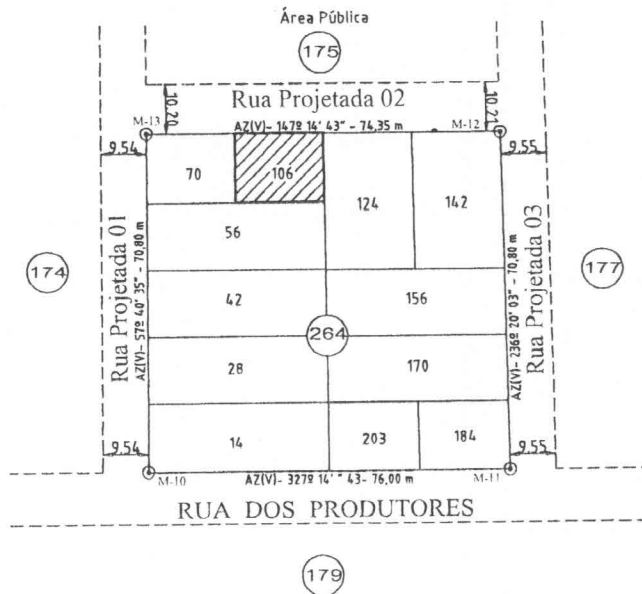 Área Pública
175
Rua Projetada 02
10.20
10.21
M-13
AZ(V)- 147º 14' 43" - 74,35 m
M-12
9.54
9.55
70
106
124
142
56
174
Rua Projetada 01
AZ(V)- 57º 40' 35" - 70,80 m
42
156
AZ(V)- 236º 20' 03" - 70,80 m
Rua Projetada 03
177
264
28
170
14
203
184
9.54
9.55
M-10
AZ(V)- 327º 14' " 43- 76,00 m
M-11
RUA DOS PRODUTORES
179